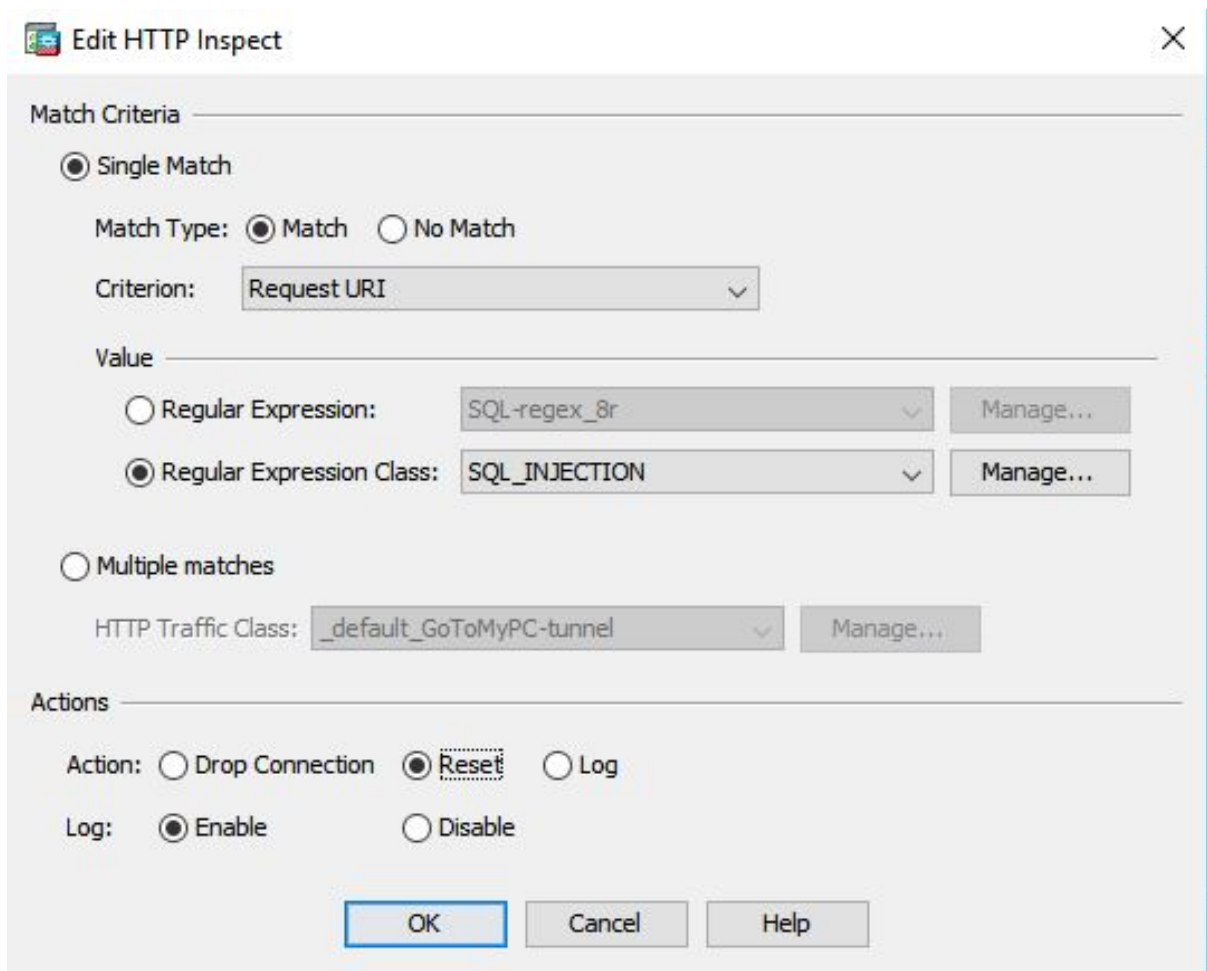 Edit HTTP Inspect
Match Criteria
Single Match
Match Type: Match No Match
Criterion: Request URI
Value
Regular Expression: SQL-regex_8r Manage...
Regular Expression Class: SQL_INJECTION Manage...
Multiple matches
HTTP Traffic Class: _default_GoToMyPC-tunnel Manage...
Actions
Action: Drop Connection Reset Log
Log: Enable Disable
OK Cancel Help